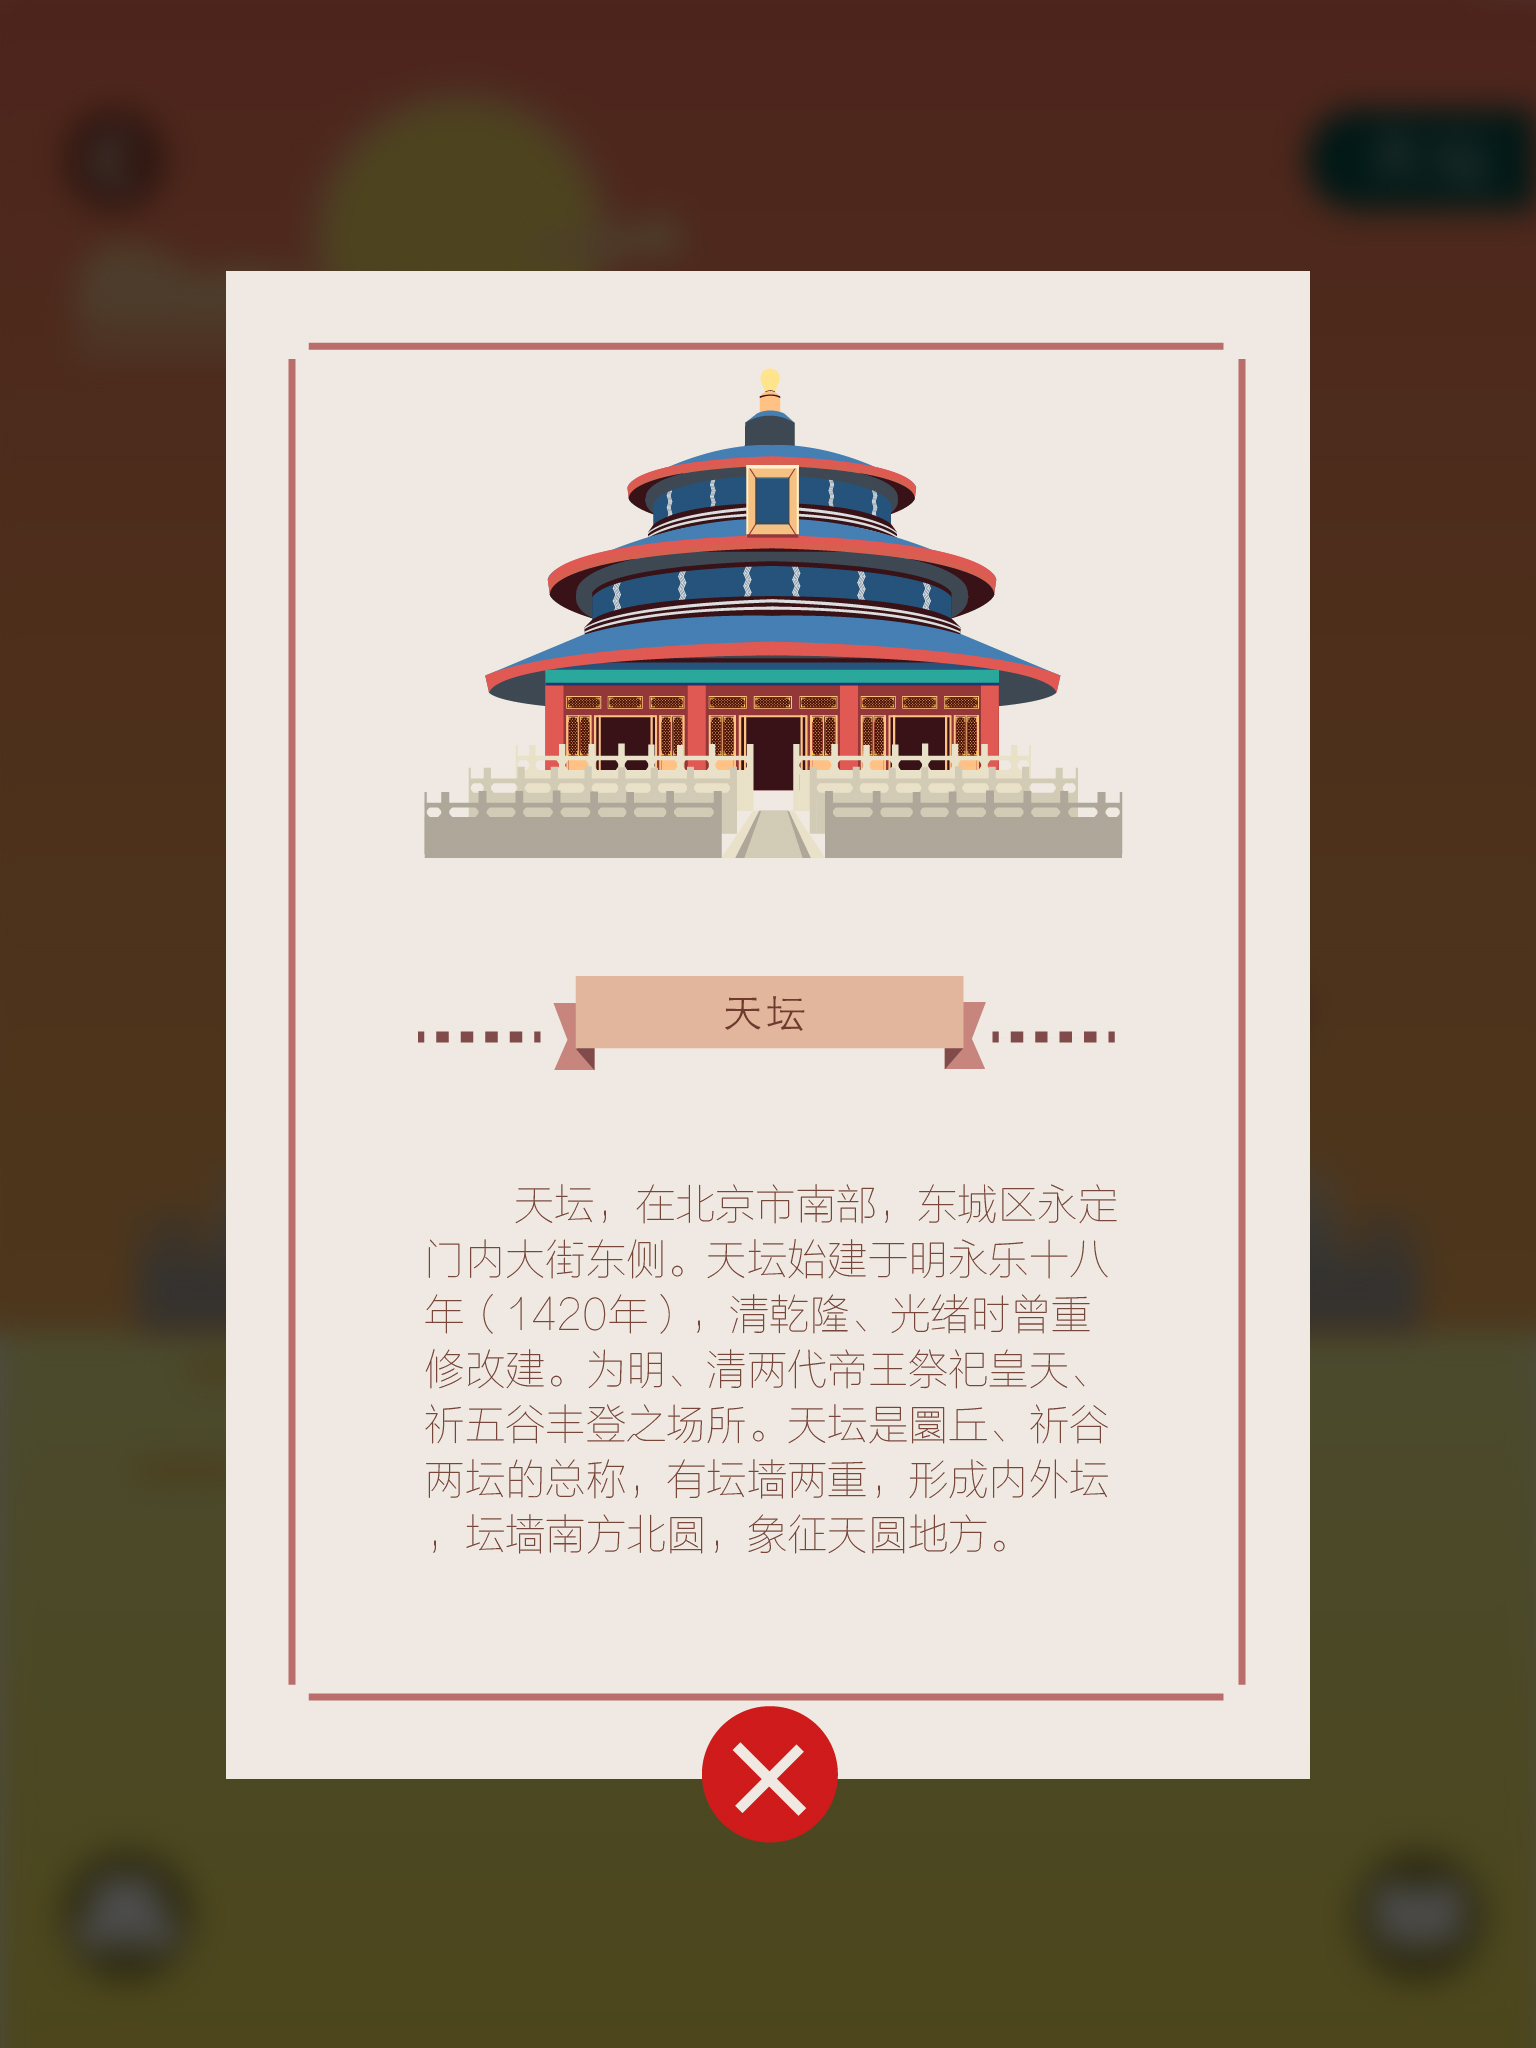 天坛
天坛，在北京市南部，东城区永定
门内大街东侧。天坛始建于明永乐十八
年（1420年），清乾隆、光绪时曾重
修改建。为明、清两代帝王祭祀皇天、
祈五谷丰登之场所。天坛是圜丘、祈谷
两坛的总称，有坛墙两重，形成内外坛
，坛墙南方北圆，象征天圆地方。